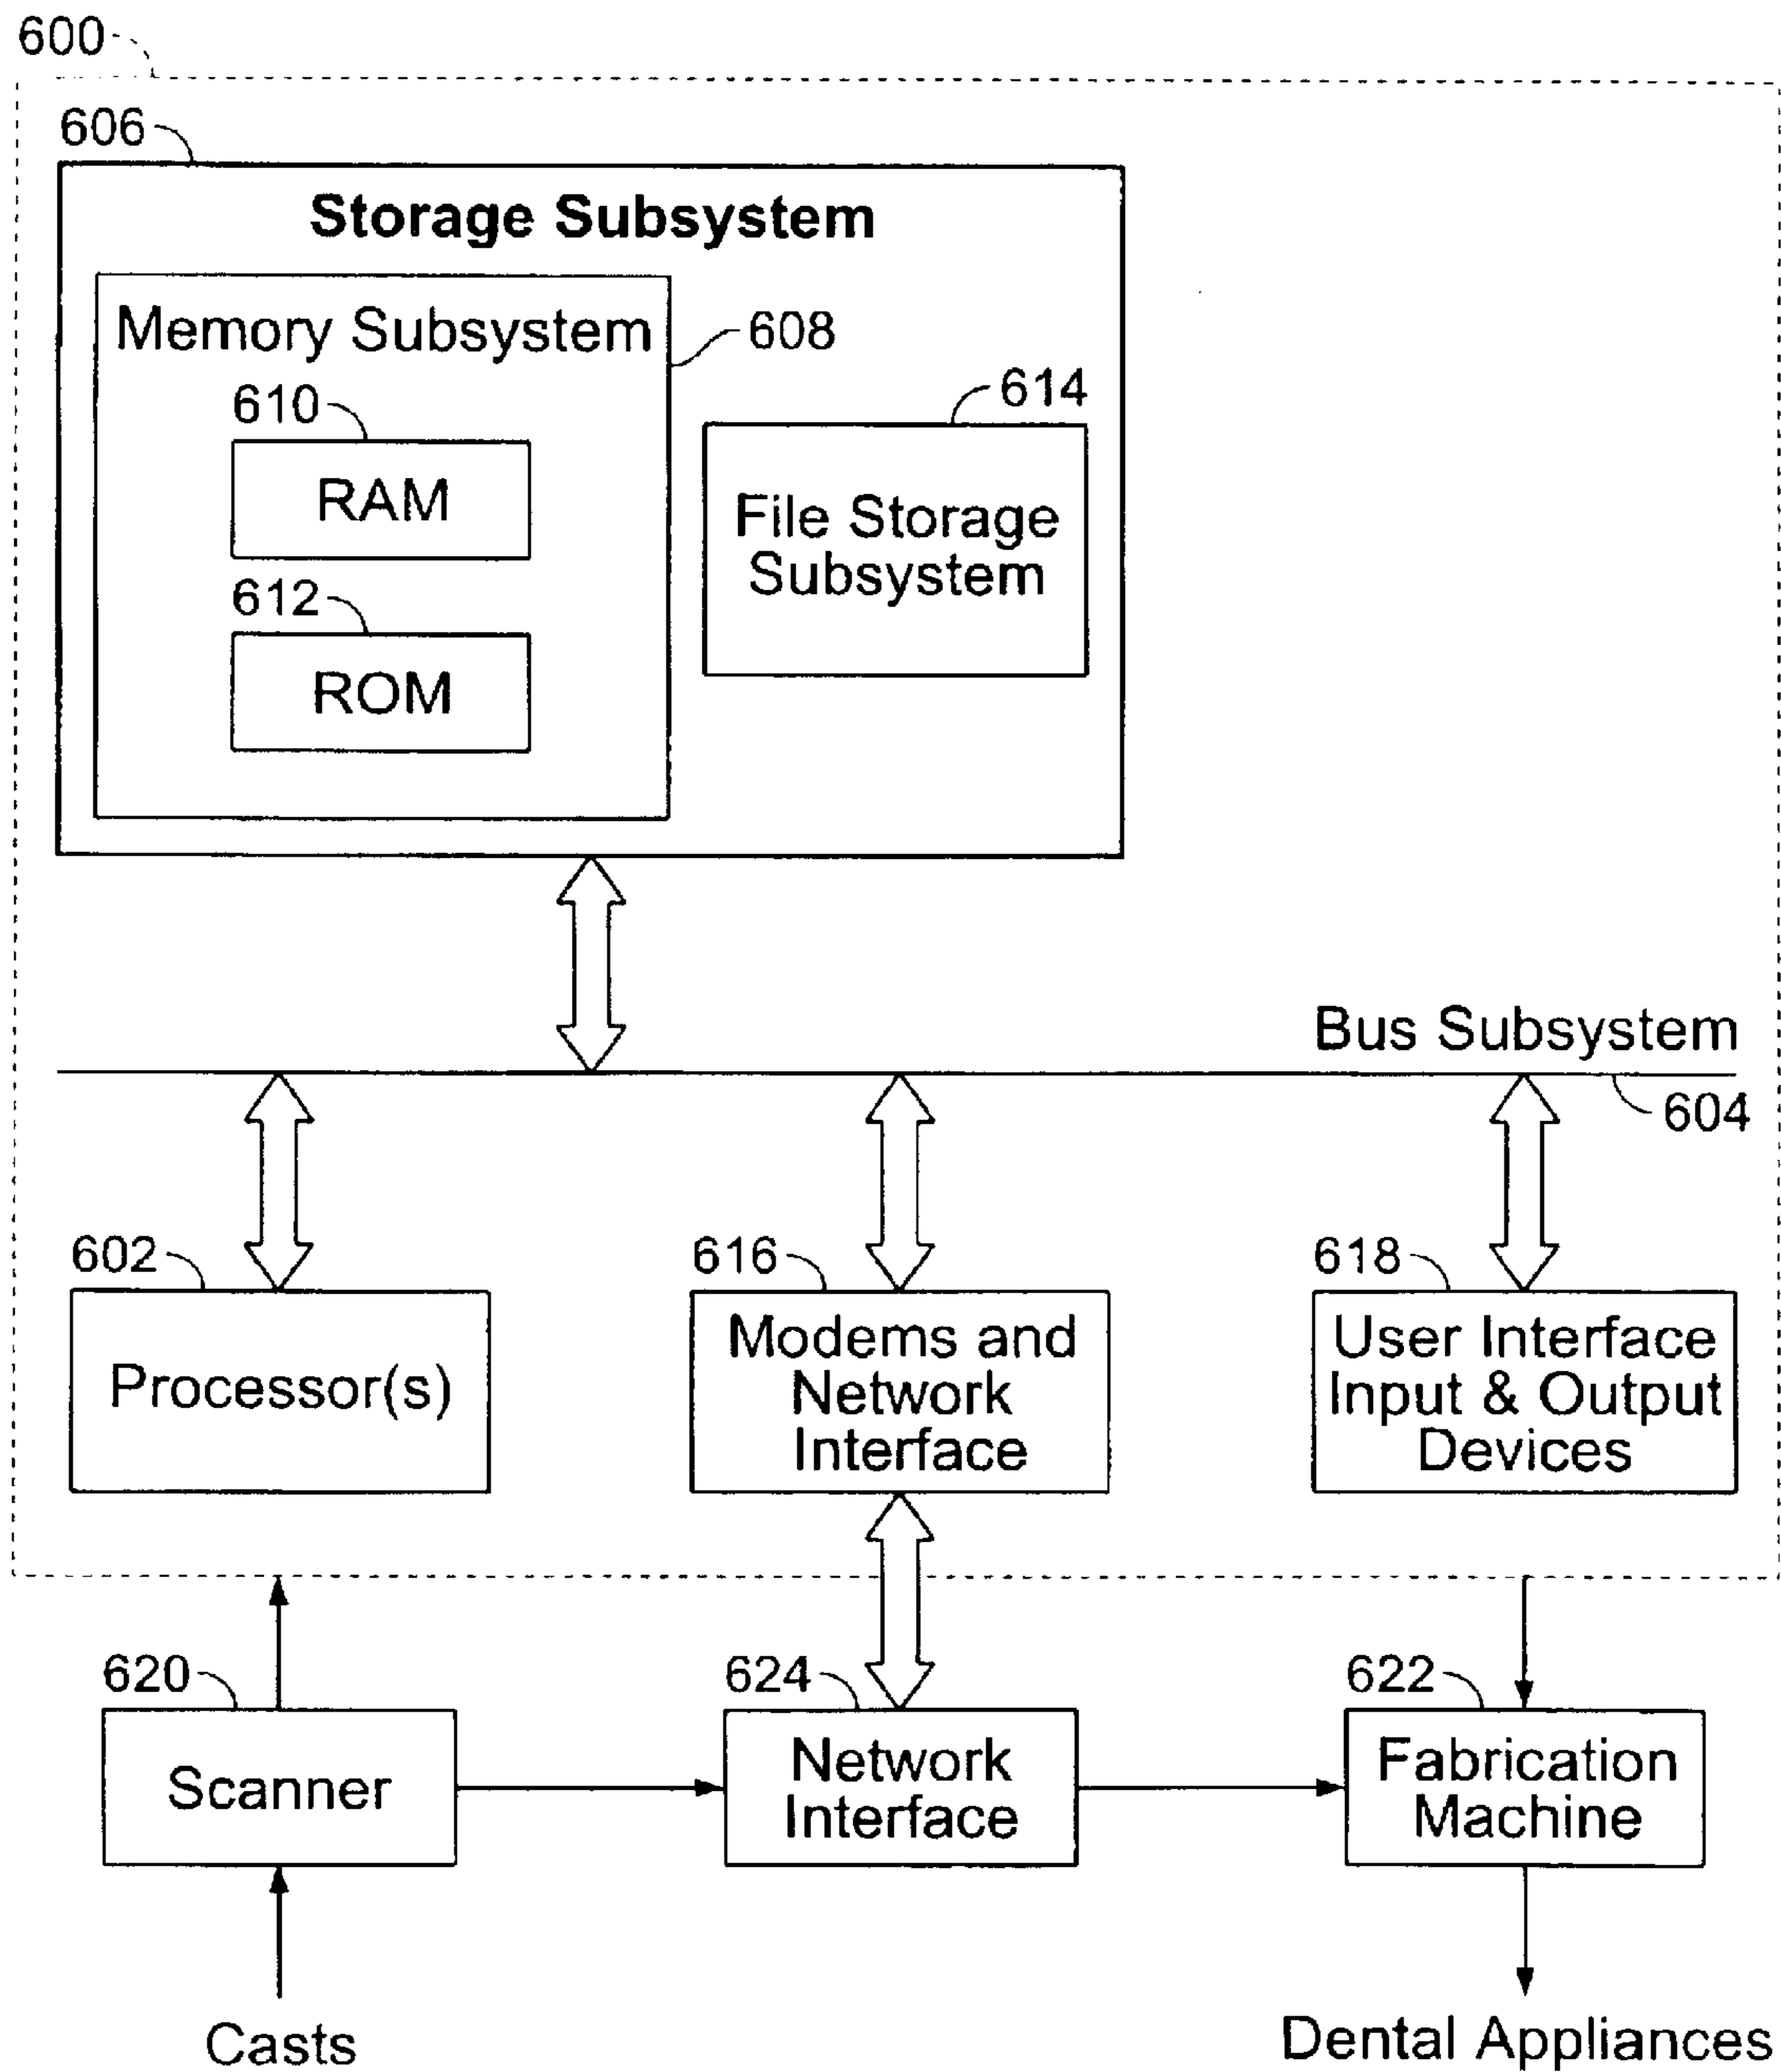 600
606
Storage Subsystem
Memory Subsystem
608
610
RAM
612
ROM
614
File Storage
Subsystem
Bus Subsystem
604
602
Processor(s)
616
Modems and
Network
Interface
618
User Interface
Input & Output
Devices
620
Scanner
624
Network
Interface
622
Fabrication
Machine
Casts
Dental Appliances